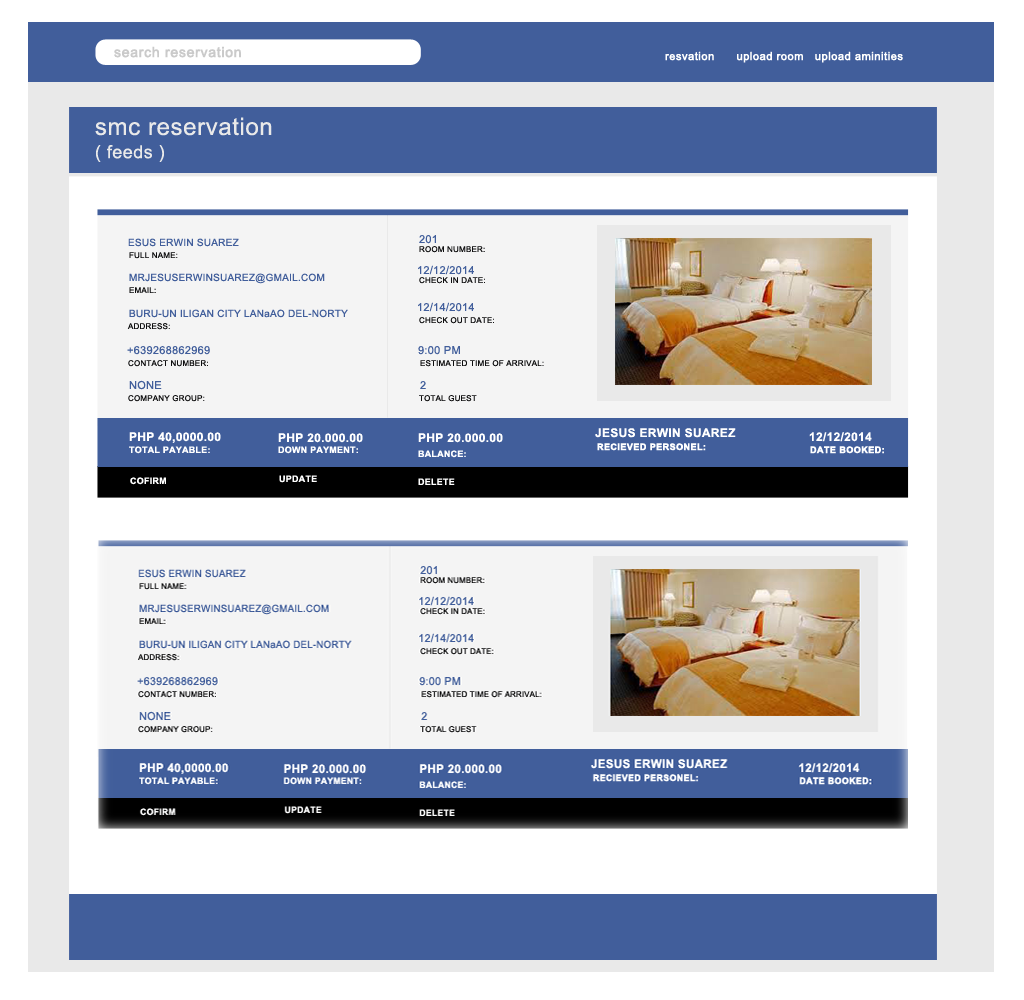 search reservation
resvation upload room upload aminities
smc reservation
( feeds )
ESUS ERWIN SUAREZ
FULL NAME:
MRJESUSERWINSUAREZ@GMAIL.COM
EMAIL:
BURU-UN ILIGAN CITY LANaAO DEL-NORTY
ADDRESS:
+639268862969
CONTACT NUMBER:
NONE
COMPANY GROUP:
201
ROOM NUMBER:
12/12/2014
CHECK IN DATE:
12/14/2014
CHECK OUT DATE:
9:00 PM
ESTIMATED TIME OF ARRIVAL:
2
TOTAL GUEST
PHP 40,0000.00
TOTAL PAYABLE:
PHP 20.000.00
DOWN PAYMENT:
PHP 20.000.00
BALANCE:
JESUS ERWIN SUAREZ
RECIEVED PERSONEL:
12/12/2014
DATE BOOKED:
COFIRM UPDATE DELETE
ESUS ERWIN SUAREZ
FULL NAME:
MRJESUSERWINSUAREZ@GMAIL.COM
EMAIL:
BURU-UN ILIGAN CITY LANaAO DEL-NORTY
ADDRESS:
+639268862969
CONTACT NUMBER:
NONE
COMPANY GROUP:
201
ROOM NUMBER:
12/12/2014
CHECK IN DATE:
12/14/2014
CHECK OUT DATE:
9:00 PM
ESTIMATED TIME OF ARRIVAL:
2
TOTAL GUEST
PHP 40,0000.00
TOTAL PAYABLE:
PHP 20.000.00
DOWN PAYMENT:
PHP 20.000.00
BALANCE:
JESUS ERWIN SUAREZ
RECIEVED PERSONEL:
12/12/2014
DATE BOOKED:
COFIRM UPDATE DELETE